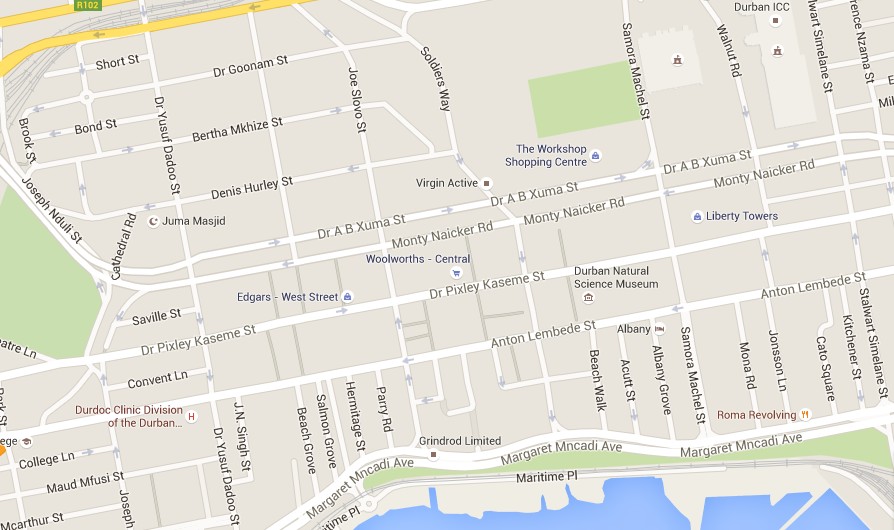 R102
Durban ICC
Stalwart Simelane St
Walnut Rd
Samora Machel St
Soldiers Way
Short St
Dr Goonam St
Joe Slovo St
Dr Yusuf Dadoo St
Brook St
Bond St
Bertha Mkhize St
The Workshop
Shopping Centre
Dr A B Xuma St
Monty Naicker Rd
Joseph Nduli St
Denis Hurley St
Virgin Active
Dr A B Xuma St
Monty Naicker Rd
Liberty Towers
Juma Masjid
Dr A B Xuma St
Monty Naicker Rd
Cathedral Rd
Woolworths - Central
Durban Natural
Science Museum
Edgars - West Street
Dr Pixley Kaseme St
Anton Lembede St
Saville St
Stalwart Simelane St
Kitchener St
Dr Pixley Kaseme St
Anton Lembede St
Albany
Samora Machel St
Mona Rd
Jonsson Ln
Cato Square
Beach Walk
Acutt St
Albany Grove
Convent Ln
Durdoc Clinic Division
of the Durban...
J.N. Singh St
Beach Grove
Salmon Grove
Hermitage St
Parry Rd
Roma Revolving
Dr Yusuf Dadoo St
Grindrod Limited
Margaret Mncadi Ave
Margaret Mncadi Ave
Margaret Mncadi Ave
College Ln
Maud Mfusi St
Joseph
Maritime Pl